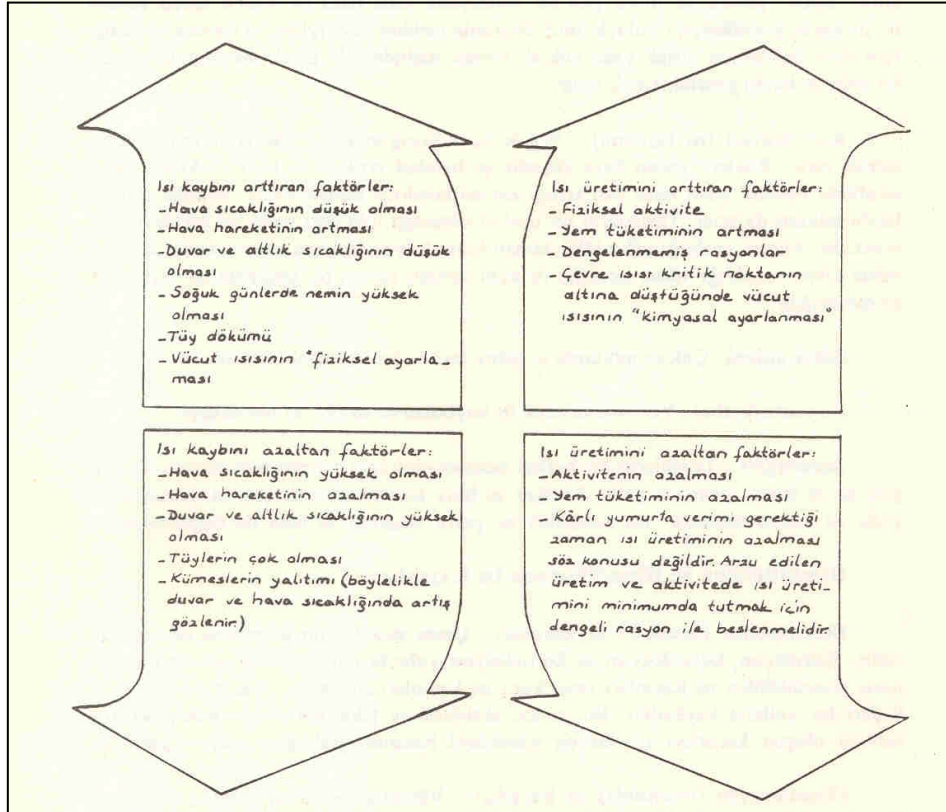 Isı kaybını arttıran faktörler:
- Hava sıcaklığının düşük olması
- Hava hareketinin artması
- Duvar ve altlık sıcaklığının düşük
olması
- Soğuk günlerde nemin yüksek
olması
- Tüy dökümü
- Vücut ısısının "fiziksel ayarla-
ması
Isı üretimini arttıran faktörler:
- Fiziksel aktivite
- Yem tüketiminin artması
- Dengelenmemiş rasyonlar
- Çevre ısısı kritik noktanın
altına düştüğünde vücut
ısısının "kimyasal ayarlanması"
Isı kaybını azaltan faktörler:
- Hava sıcaklığının yüksek olması
- Hava hareketinin azalması
- Duvar ve altlık sıcaklığının yüksek
olması
- Tüylerin çok olması
- Kümeslerin yalıtımı (böylelikle
duvar ve hava sıcaklığında artış
gözlenir.)
Isı üretimini azaltan faktörler:
- Aktivitenin azalması
- Yem tüketiminin azalması
Kârlı yumurta verimi gerektiği
zaman ısı üretiminin azalması
söz konusu değildir. Arzu edilen
üretim ve aktivitede ısı üreti-
mini minimumda tutmak için
dengeli rasyon ile beslenmelidir.